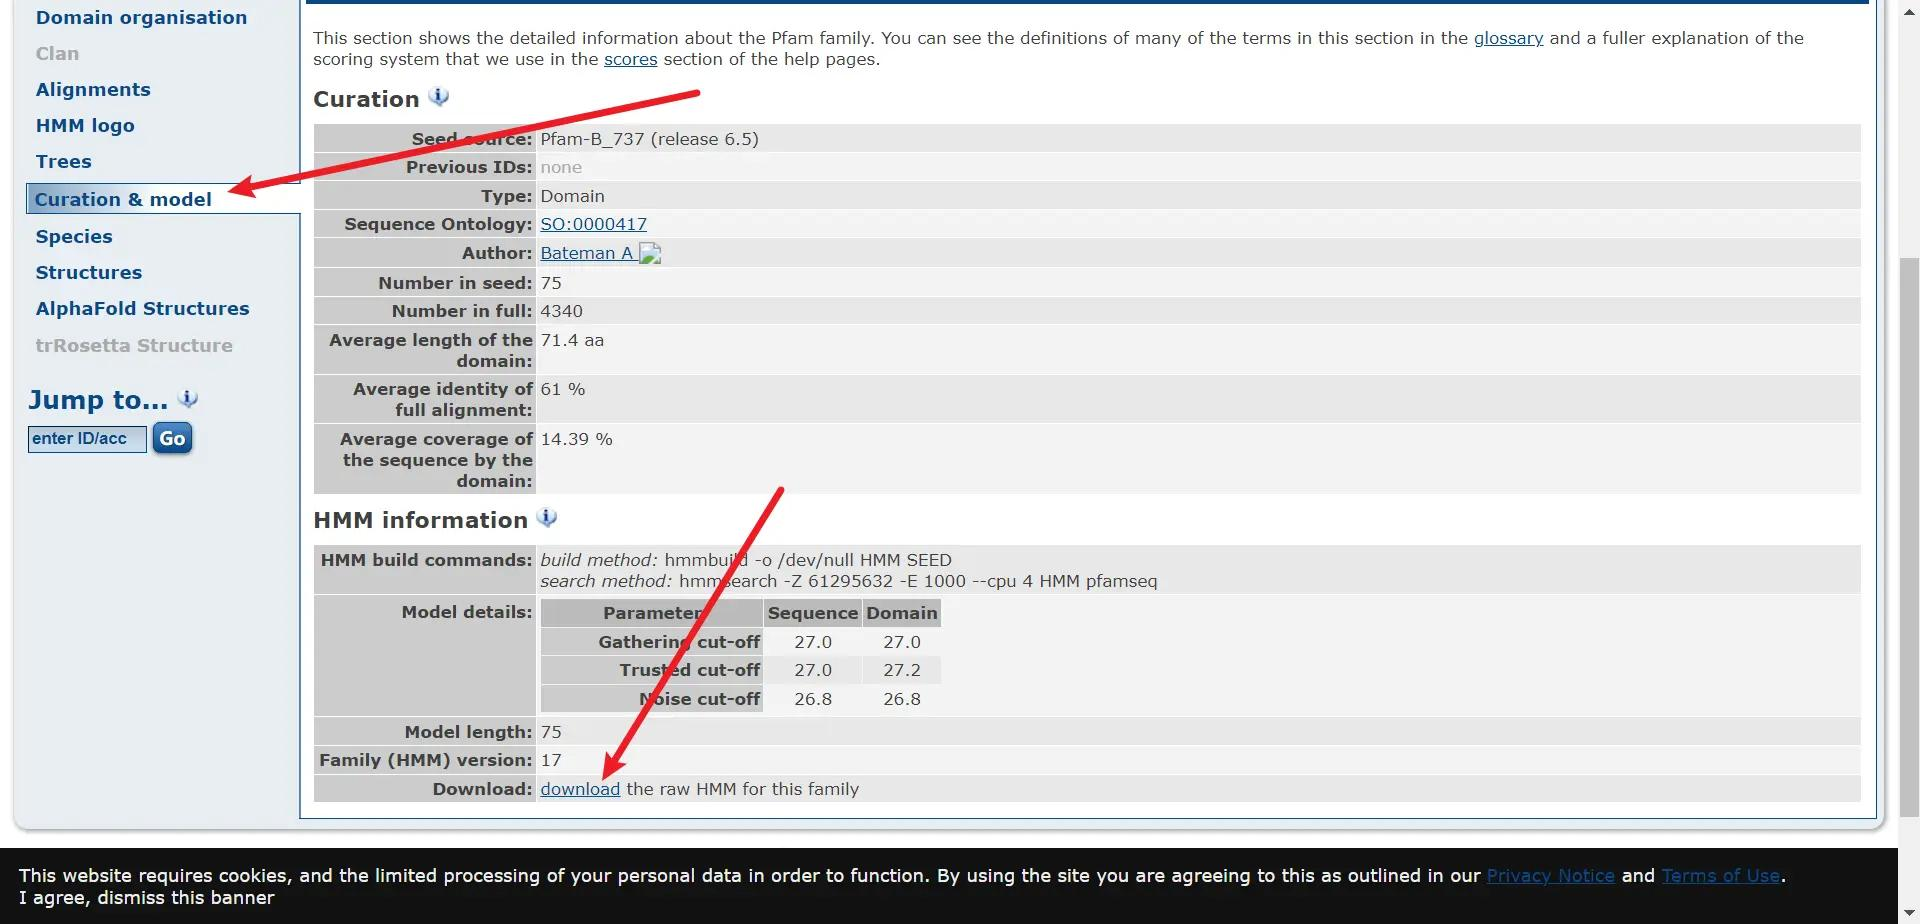 Domain organisation
Clan
Alignments
HMM logo
Trees
Curation & model
Species
Structures
AlphaFold Structures
trRosetta Structure
Jump to...
enter ID/acc Go
This section shows the detailed information about the Pfam family. You can see the definitions of many of the terms in this section in the glossary and a fuller explanation of the
scoring system that we use in the scores section of the help pages.
Curation
Seed source: Pfam-B_737 (release 6.5)
Previous IDs: none
Type: Domain
Sequence Ontology: SO:0000417
Author: Bateman A
Number in seed: 75
Number in full: 4340
Average length of the 71.4 aa
domain:
Average identity of 61 %
full alignment:
Average coverage of 14.39 %
the sequence by the
domain:
HMM information
HMM build commands: build method: hmmbuild -o /dev/null HMM SEED
search method: hmmsearch -Z 61295632 -E 1000 --cpu 4 HMM pfamseq
Model details: Parameter Sequence Domain
Gathering cut-off 27.0 27.0
Trusted cut-off 27.0 27.2
Noise cut-off 26.8 26.8
Model length: 75
Family (HMM) version: 17
Download: download the raw HMM for this family
This website requires cookies, and the limited processing of your personal data in order to function. By using the site you are agreeing to this as outlined in our Privacy Notice and Terms of Use.
I agree, dismiss this banner